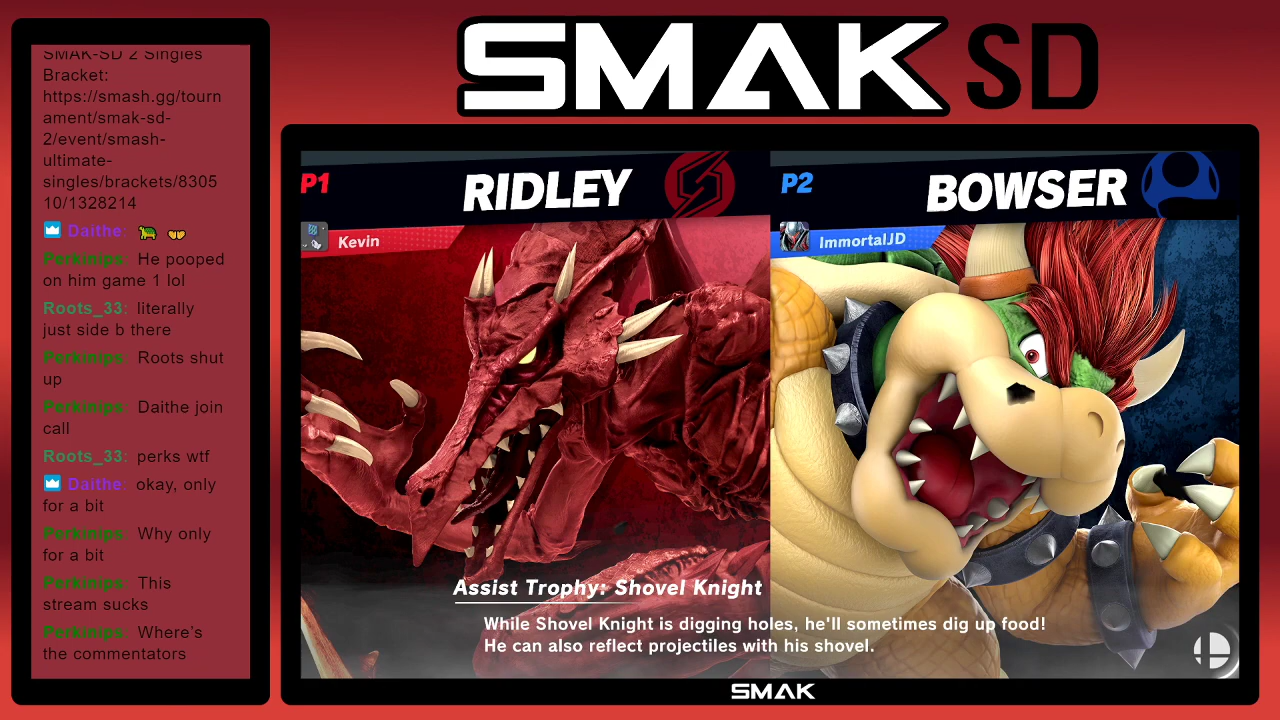 SMAK SD
SMAK-SD 2 Singles
Bracket:
https://smash.gg/tourn
ament/smak-sd-
2/event/smash-
ultimate-
singles/brackets/8305
10/1328214
Daithe:
Perkinips: He pooped
on him game 1 lol
Roots_33: literally
just side b there
Perkinips: Roots shut
up
Perkinips: Daithe join
call
Roots_33: perks wtf
Daithe: okay, only
for a bit
Perkinips: Why only
for a bit
Perkinips: This
stream sucks
Perkinips: Where's
the commentators
P1
RIDLEY
Kevin
P2
BOWSER
ImmortalJD
Assist Trophy: Shovel Knight
While Shovel Knight is digging holes, he'll sometimes dig up food!
He can also reflect projectiles with his shovel.
SMAK